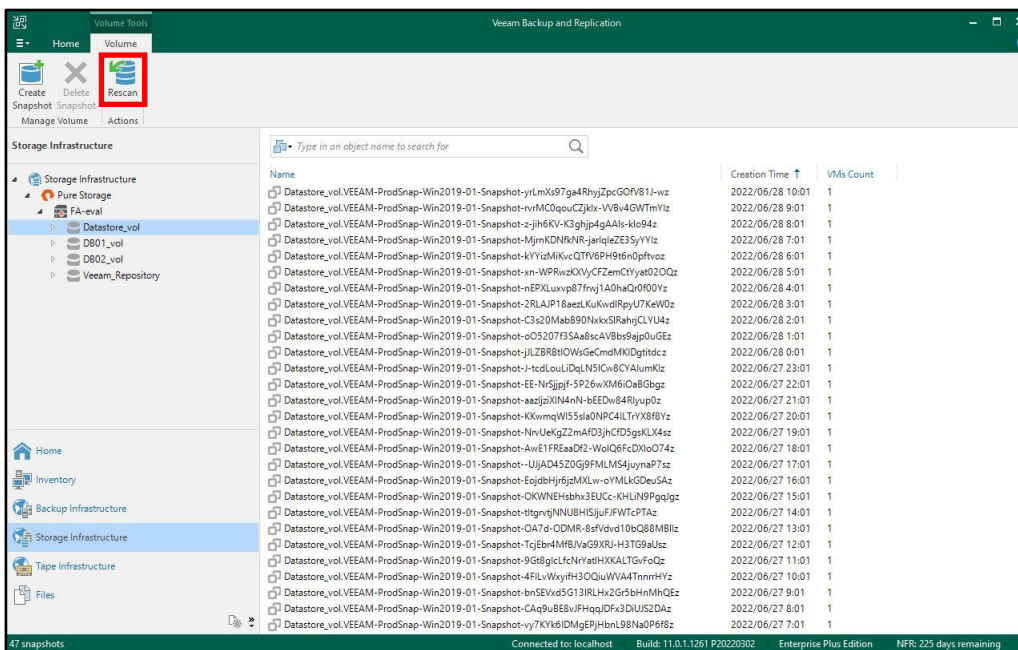 Volume Tools
Veeam Backup and Replication
Home
Volume
Create Snapshot
Delete Snapshot
Rescan
Manage Volume
Actions
Storage Infrastructure
Type in an object name to search for
Storage Infrastructure
Pure Storage
FA-eval
Datastore_vol
DB01_vol
DB02_vol
Veeam_Repository
Name Creation Time VMs Count
Datastore_vol.VEEAM-ProdSnap-Win2019-01-Snapshot-yrLmXs97ga4RhyjZpcGOfV81J-wz 2022/06/28 10:01 1
Datastore_vol.VEEAM-ProdSnap-Win2019-01-Snapshot-rvrMC0qouCZjkIx-VVBv4GWTmYlz 2022/06/28 9:01 1
Datastore_vol.VEEAM-ProdSnap-Win2019-01-Snapshot-z-jih6KV-K3ghjp4gAAls-klo94z 2022/06/28 8:01 1
Datastore_vol.VEEAM-ProdSnap-Win2019-01-Snapshot-MjrnKDNfkNR-jarlqleZE3SyYYlz 2022/06/28 7:01 1
Datastore_vol.VEEAM-ProdSnap-Win2019-01-Snapshot-kYYizMiKvcQTfV6PH9t6n0pftvoz 2022/06/28 6:01 1
Datastore_vol.VEEAM-ProdSnap-Win2019-01-Snapshot-xn-WPRwzKXVyCFZemCtYyat02OQz 2022/06/28 5:01 1
Datastore_vol.VEEAM-ProdSnap-Win2019-01-Snapshot-nEPXLuxvp87frwj1A0haQr0f00Yz 2022/06/28 4:01 1
Datastore_vol.VEEAM-ProdSnap-Win2019-01-Snapshot-2RLAJP18aezLKuKwdlRpyU7KeW0z 2022/06/28 3:01 1
Datastore_vol.VEEAM-ProdSnap-Win2019-01-Snapshot-C3s20MabB90NxkxSIRahrjCLYU4z 2022/06/28 2:01 1
Datastore_vol.VEEAM-ProdSnap-Win2019-01-Snapshot-oO5207f3SAa8scAVBbs9ajp0uGEz 2022/06/28 1:01 1
Datastore_vol.VEEAM-ProdSnap-Win2019-01-Snapshot-jJLZBRBtIOWsGeCmdMKIDgtitdcz 2022/06/28 0:01 1
Datastore_vol.VEEAM-ProdSnap-Win2019-01-Snapshot-J-tcdLouLiDqLN5lCw8CYAlumKlz 2022/06/27 23:01 1
Datastore_vol.VEEAM-ProdSnap-Win2019-01-Snapshot-EE-NrSjjpjf-5P26wXM6iOaBGbgz 2022/06/27 22:01 1
Datastore_vol.VEEAM-ProdSnap-Win2019-01-Snapshot-aazljziXlN4nN-bEEDw84Rlyup0z 2022/06/27 21:01 1
Datastore_vol.VEEAM-ProdSnap-Win2019-01-Snapshot-KKwmqWI55sla0NPC4ILTrYX8f8Yz 2022/06/27 20:01 1
Datastore_vol.VEEAM-ProdSnap-Win2019-01-Snapshot-NrvUeKgZ2mAfD3jhCfD5gsKLX4sz 2022/06/27 19:01 1
Datastore_vol.VEEAM-ProdSnap-Win2019-01-Snapshot-AwE1FREaaDf2-WolQ6FcDXloO74z 2022/06/27 18:01 1
Datastore_vol.VEEAM-ProdSnap-Win2019-01-Snapshot--UJjAD45Z0Gj9FMLMS4juynaP7sz 2022/06/27 17:01 1
Datastore_vol.VEEAM-ProdSnap-Win2019-01-Snapshot-EojdbHjr6jzMXLw-oYMLkGDeuSAz 2022/06/27 16:01 1
Datastore_vol.VEEAM-ProdSnap-Win2019-01-Snapshot-OKWNEHsbhx3EUCc-KHLiN9PgqJgz 2022/06/27 15:01 1
Datastore_vol.VEEAM-ProdSnap-Win2019-01-Snapshot-tltgrvtjNNU8HISJjuFJFWTcPTAz 2022/06/27 14:01 1
Datastore_vol.VEEAM-ProdSnap-Win2019-01-Snapshot-OA7d-ODMR-8sfVdvd10bQ88MBIlz 2022/06/27 13:01 1
Datastore_vol.VEEAM-ProdSnap-Win2019-01-Snapshot-TcjEbr4MfBJVaG9XRJ-H3TG9aUsz 2022/06/27 12:01 1
Datastore_vol.VEEAM-ProdSnap-Win2019-01-Snapshot-9Gt8glcLfcNrYatlHXKALTGvFoQz 2022/06/27 11:01 1
Datastore_vol.VEEAM-ProdSnap-Win2019-01-Snapshot-4FILvWxyifH3OQiuWVA4TnnrrHYz 2022/06/27 10:01 1
Datastore_vol.VEEAM-ProdSnap-Win2019-01-Snapshot-bnSEVxd5G13IRLHx2Gr5bHnMhQEz 2022/06/27 9:01 1
Datastore_vol.VEEAM-ProdSnap-Win2019-01-Snapshot-CAq9uBE8vJFHqqJDFx3DiUJS2DAz 2022/06/27 8:01 1
Datastore_vol.VEEAM-ProdSnap-Win2019-01-Snapshot-vy7KYk6IDMgEPjHbnL98Na0P6f8z 2022/06/27 7:01 1
Home
Inventory
Backup Infrastructure
Storage Infrastructure
Tape Infrastructure
Files
47 snapshots Connected to: localhost Build: 11.0.1.1261 P20220302 Enterprise Plus Edition NFR: 225 days remaining